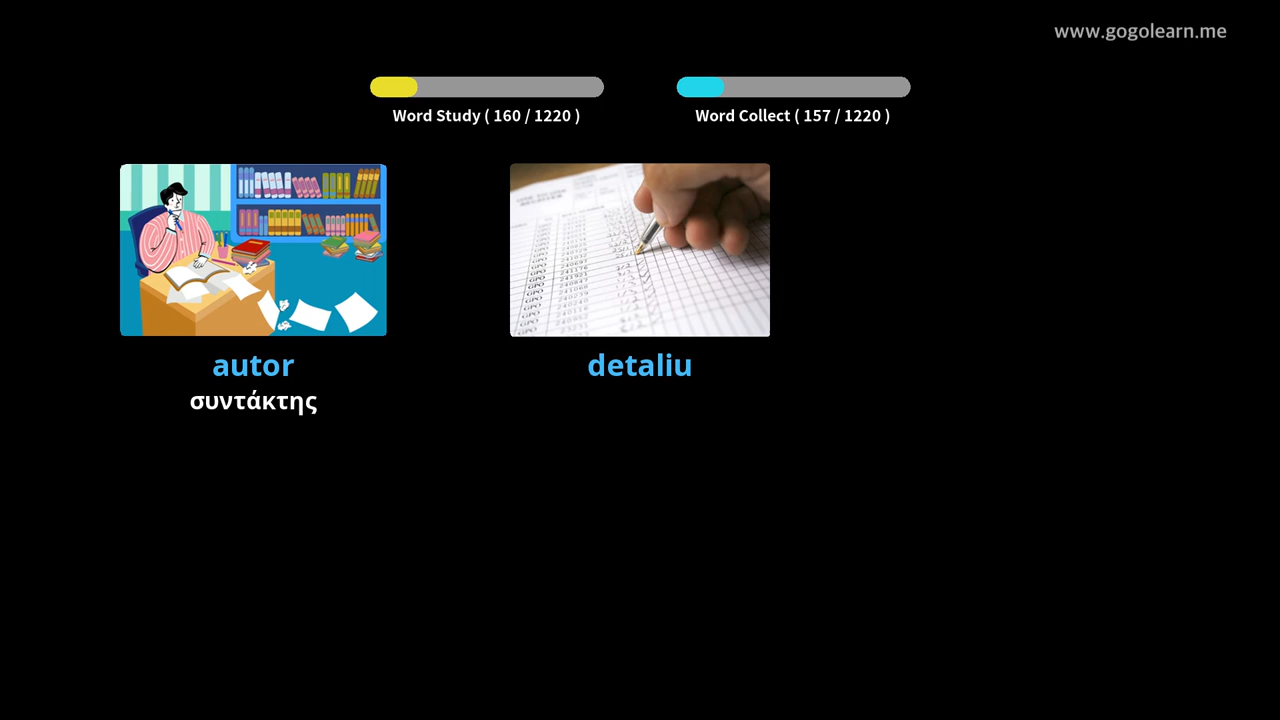 www.gogolearn.me
Word Study ( 160 / 1220 )
Word Collect ( 157 / 1220 )
autor
συντάκτης
detaliu